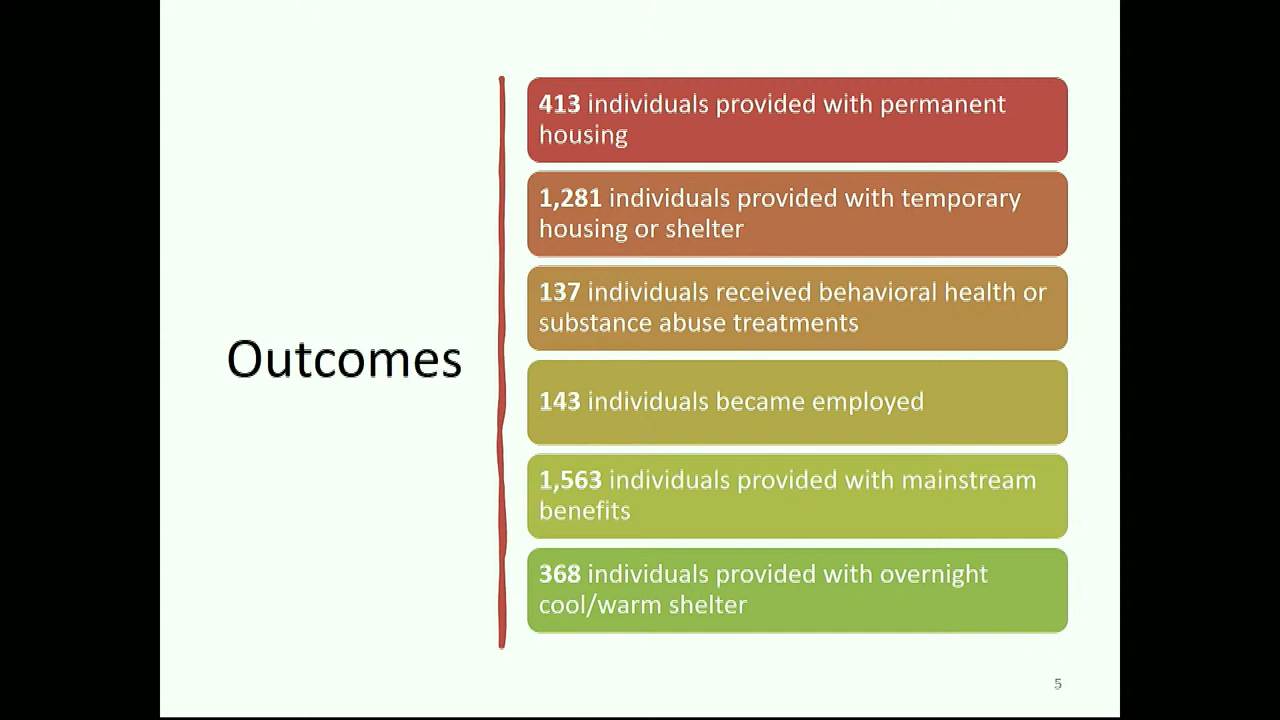 Outcomes
413 individuals provided with permanent
housing
1,281 individuals provided with temporary
housing or shelter
137 individuals received behavioral health or
substance abuse treatments
143 individuals became employed
1,563 individuals provided with mainstream
benefits
368 individuals provided with overnight
cool/warm shelter
5